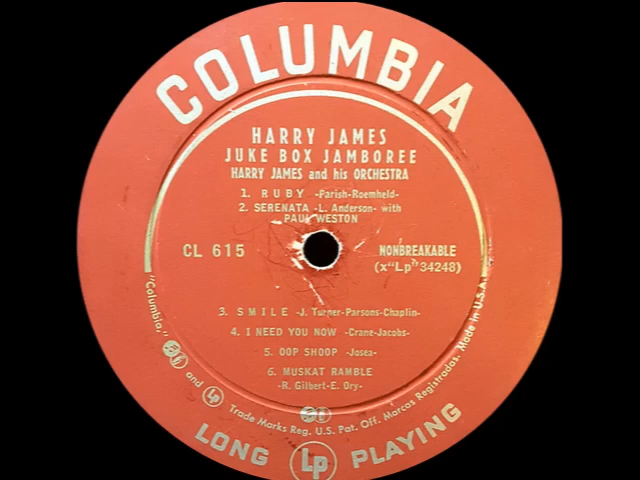 COLUMBIA
HARRY JAMES
JUKE BOX JAMBOREE
HARRY JAMES and his ORCHESTRA
1. RUBY -Parish-Roemheld-
2. SERENATA -L. Anderson- with
PAUL WESTON
CL 615
NONBREAKABLE
(x"Lp"34248)
3. SMILE -J. Turner-Parsons-Chaplin-
4. I NEED YOU NOW -Crane-Jacobs-
5. OOP SHOOP -Josea-
6. MUSKAT RAMBLE
-R. Gilbert-E. Ory-
"Columbia," and Lp Trade Marks Reg. U.S. Pat. Off. Marcas Registradas. Made in U.S.A.
LONG Lp PLAYING